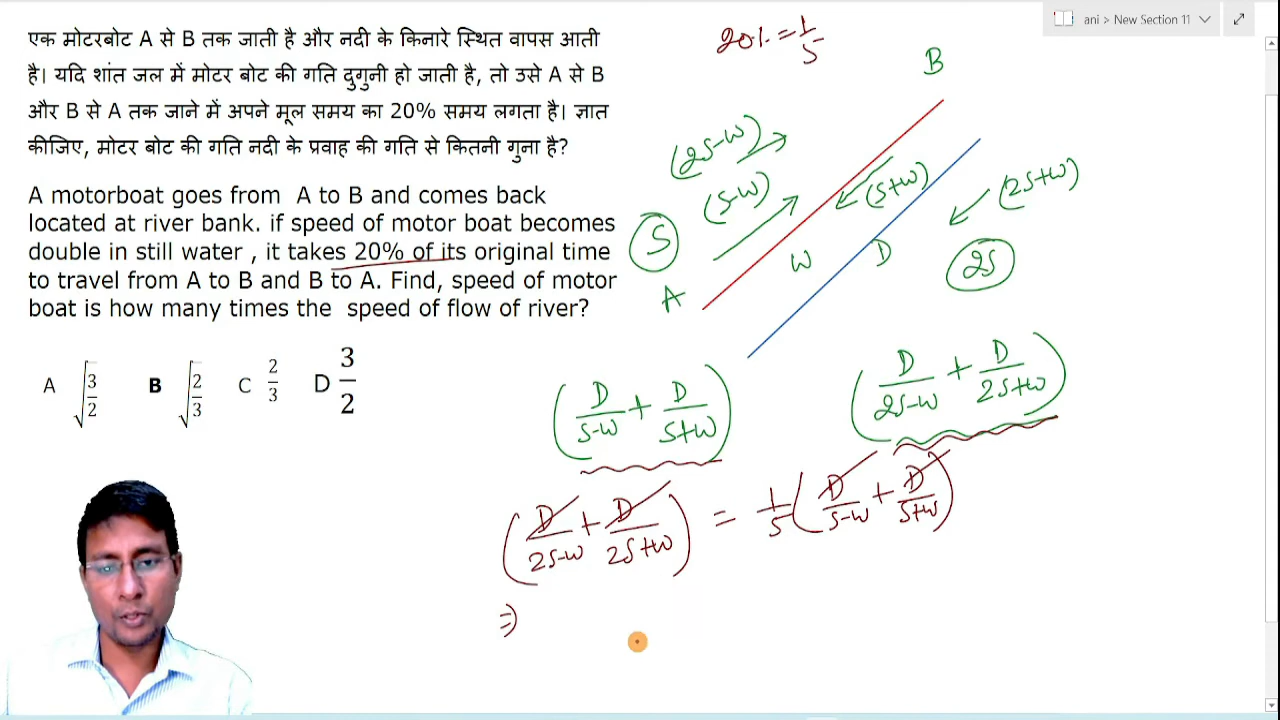 ani > New Section 11
एक मोटरबोट A से B तक जाती है और नदी के किनारे स्थित वापस आती
है। यदि शांत जल में मोटर बोट की गति दुगुनी हो जाती है, तो उसे A से B
और B से A तक जाने में अपने मूल समय का 20% समय लगता है। ज्ञात
कीजिए, मोटर बोट की गति नदी के प्रवाह की गति से कितनी गुना है?
A motorboat goes from A to B and comes back
located at river bank. if speed of motor boat becomes
double in still water , it takes 20% of its original time
to travel from A to B and B to A. Find, speed of motor
boat is how many times the speed of flow of river?
A √3/2 B √2/3 C 2/3 D 3/2
20% = 1/5
B
(2S-W)
(S-W)
(S+W)
(2S+W)
S
W
D
2S
A
(D/S-W + D/S+W)
(D/2S-W + D/2S+W)
(D/2S-W + D/2S+W) = 1/5 (D/S-W + D/S+W)
⇒